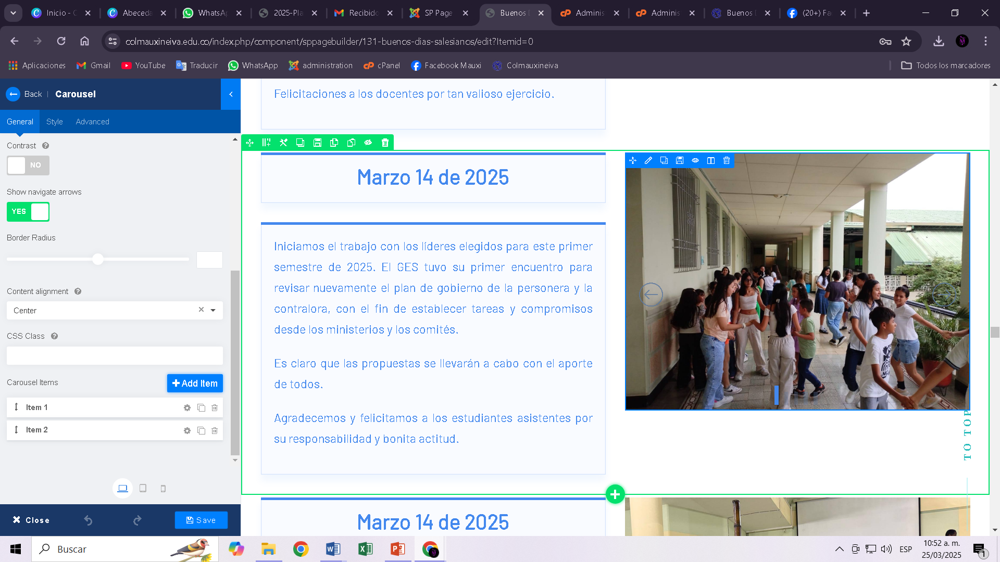 Inicio - C
Abeceda
WhatsAp
2025-Pla
Recibido
SP Page
Buenos D
Adminis
Adminis
Buenos D
(20+) Fa
colmauxineiva.edu.co/index.php/component/sppagebuilder/131-buenos-dias-salesianos/edit?Itemid=0
Aplicaciones
Gmail
YouTube
Traducir
WhatsApp
administration
cPanel
Facebook Mauxi
Colmauxineiva
Todos los marcadores
Back
Carousel
General
Style
Advanced
Contrast
NO
Show navigate arrows
YES
Border Radius
Content alignment
Center
CSS Class
Carousel Items
Add Item
Item 1
Item 2
Close
Save
Felicitaciones a los docentes por tan valioso ejercicio.
Marzo 14 de 2025
Iniciamos el trabajo con los líderes elegidos para este primer
semestre de 2025. El GES tuvo su primer encuentro para
revisar nuevamente el plan de gobierno de la personera y la
contralora, con el fin de establecer tareas y compromisos
desde los ministerios y los comités.
Es claro que las propuestas se llevarán a cabo con el aporte
de todos.
Agradecemos y felicitamos a los estudiantes asistentes por
su responsabilidad y bonita actitud.
TO TOP
Marzo 14 de 2025
Buscar
ESP
10:52 a. m.
25/03/2025
1